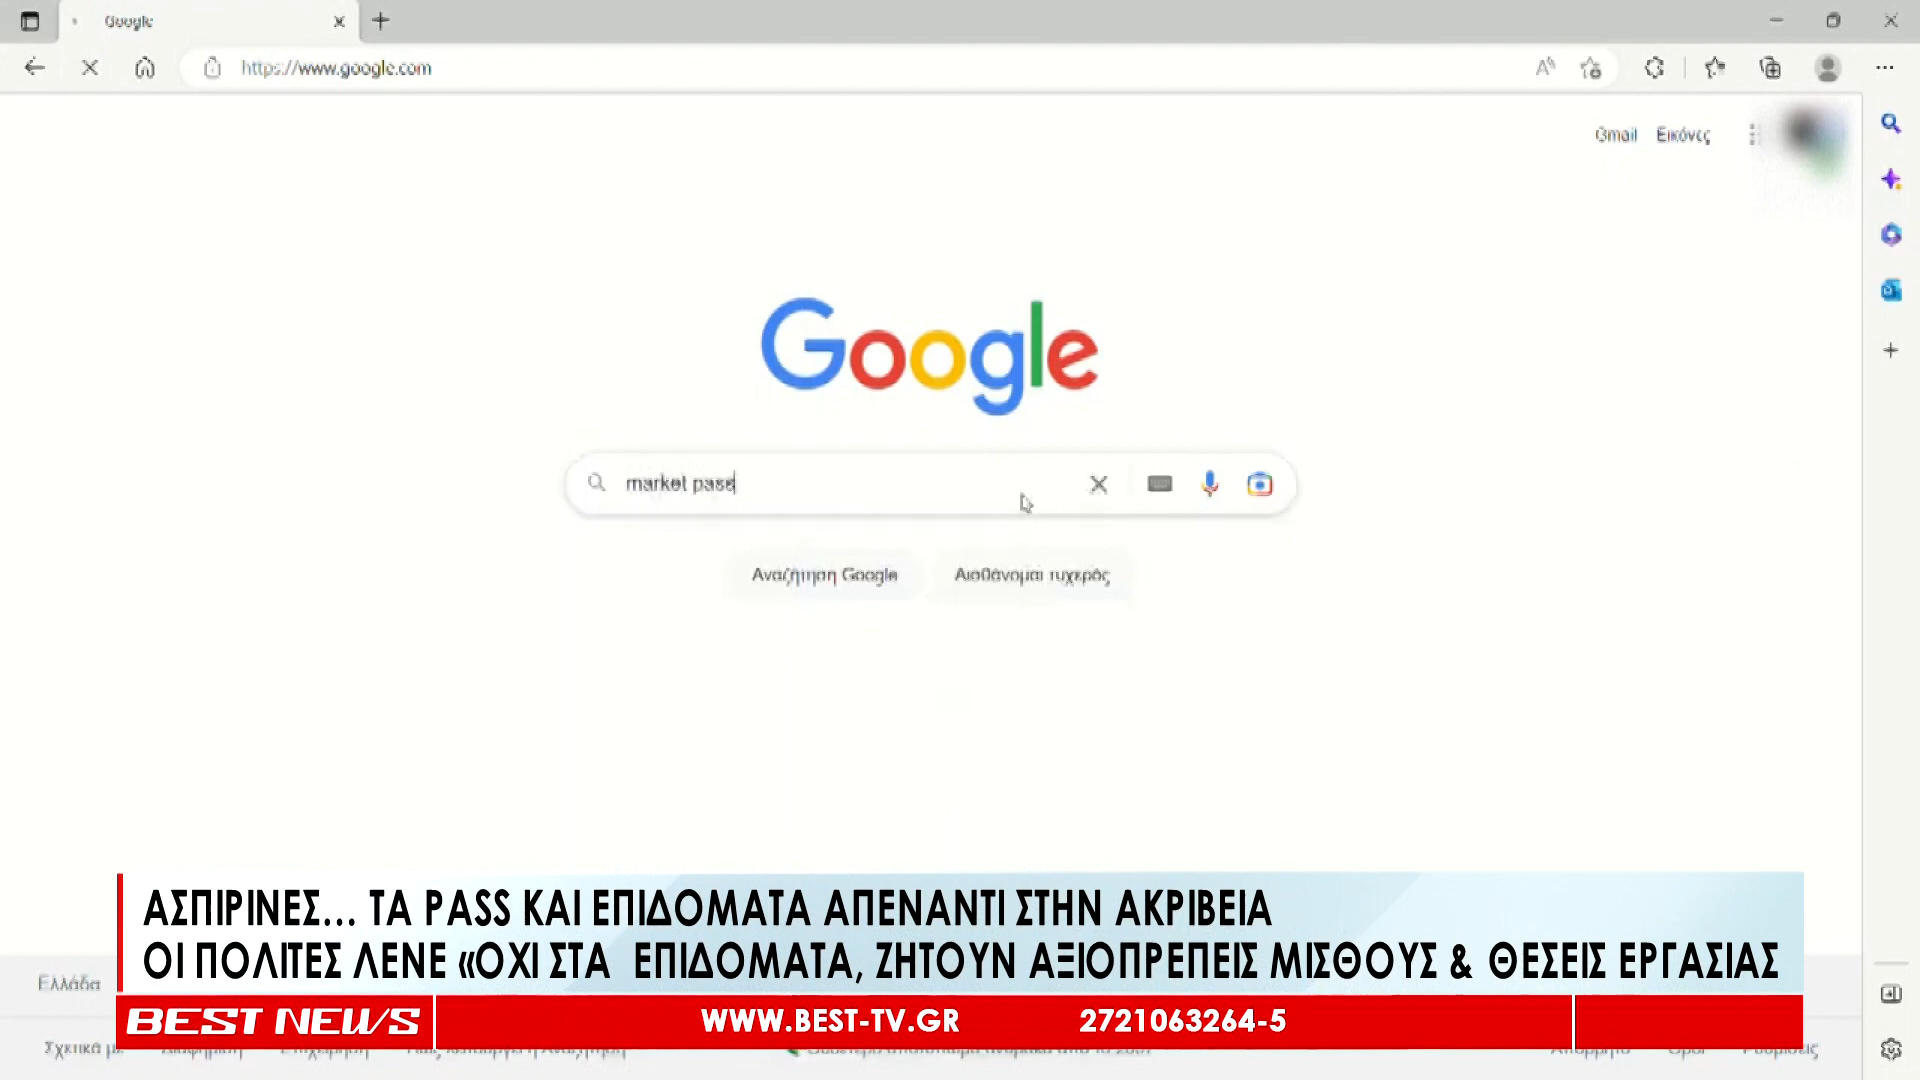 Google
https://www.google.com
Gmail Εικόνες
Google
market pass
Αναζήτηση Google Αισθάνομαι τυχερός
ΑΣΠΙΡΙΝΕΣ... ΤΑ PASS ΚΑΙ ΕΠΙΔΟΜΑΤΑ ΑΠΕΝΑΝΤΙ ΣΤΗΝ ΑΚΡΙΒΕΙΑ
ΟΙ ΠΟΛΙΤΕΣ ΛΕΝΕ «ΟΧΙ ΣΤΑ ΕΠΙΔΟΜΑΤΑ, ΖΗΤΟΥΝ ΑΞΙΟΠΡΕΠΕΙΣ ΜΙΣΘΟΥΣ & ΘΕΣΕΙΣ ΕΡΓΑΣΙΑΣ
Ελλάδα
BEST NEWS WWW.BEST-TV.GR 2721063264-5